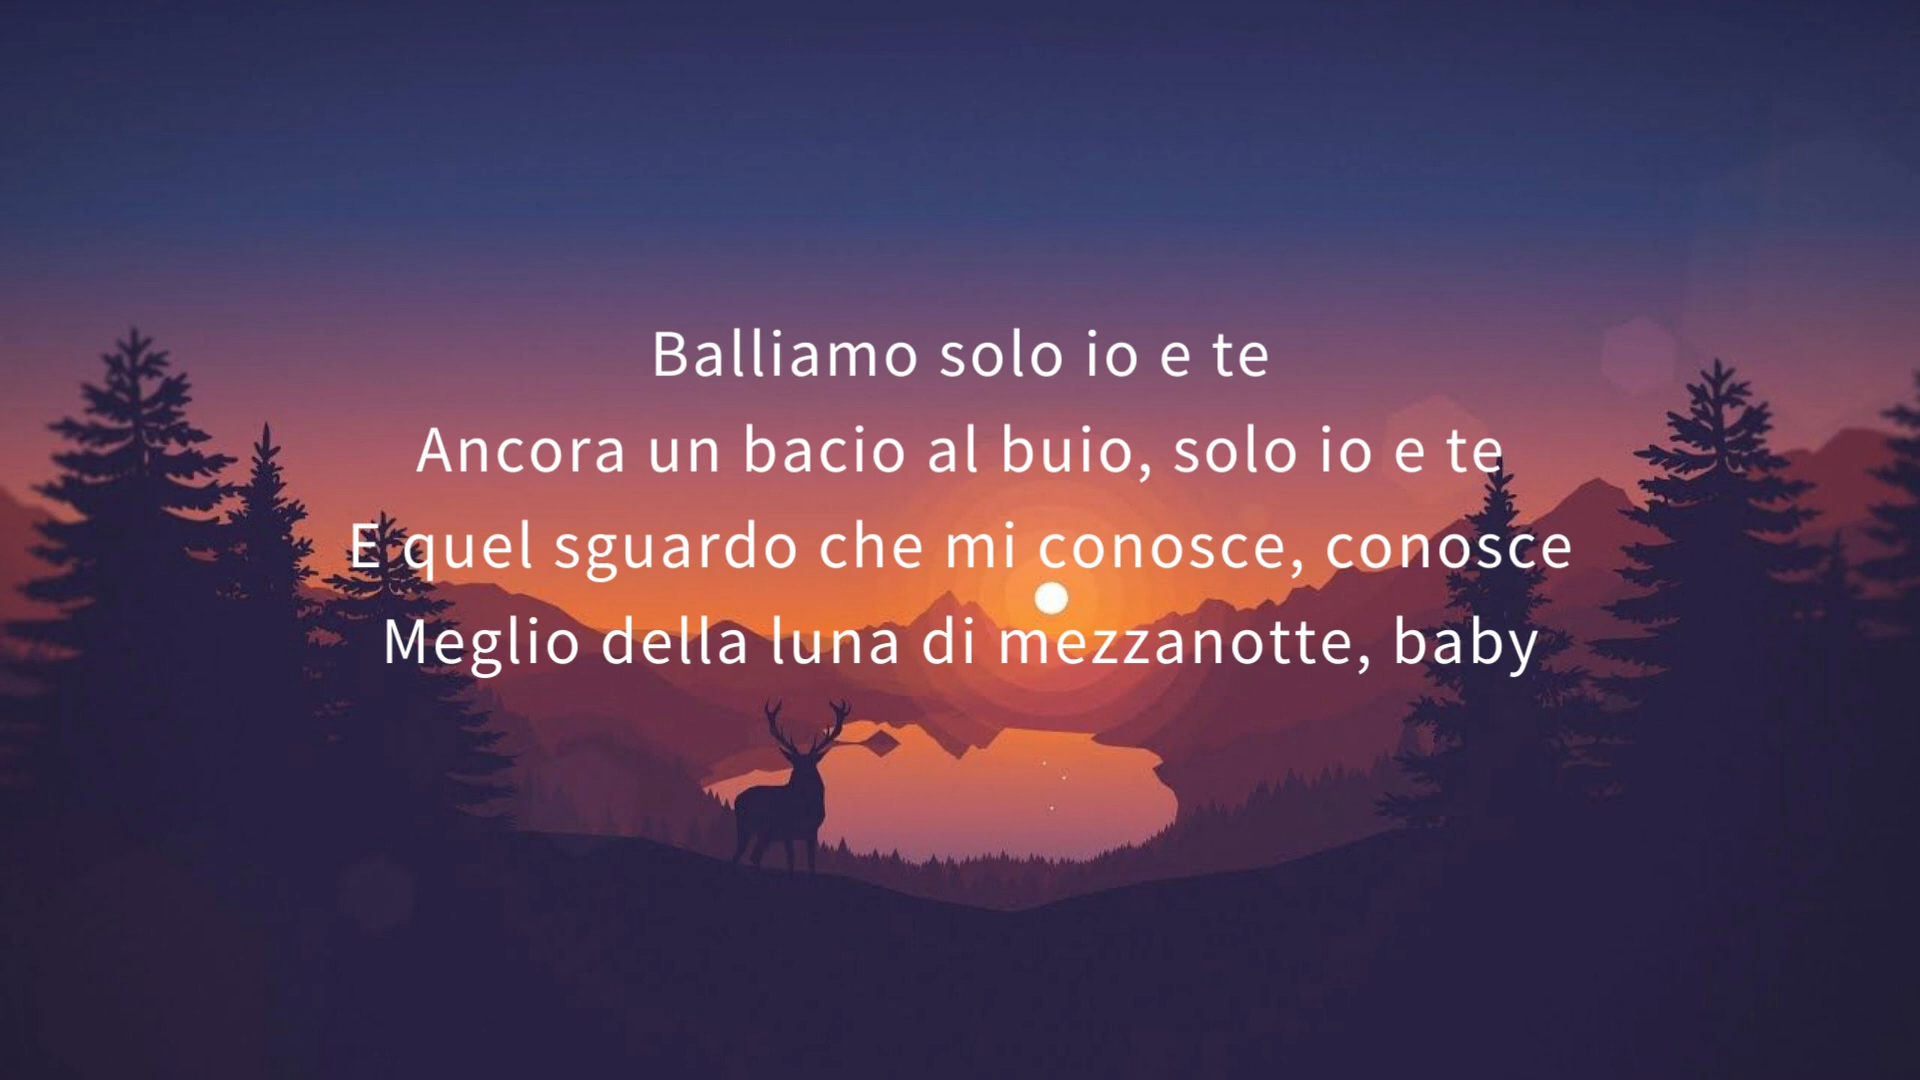 Balliamo solo io e te
Ancora un bacio al buio, solo io e te
E quel sguardo che mi conosce, conosce
Meglio della luna di mezzanotte, baby